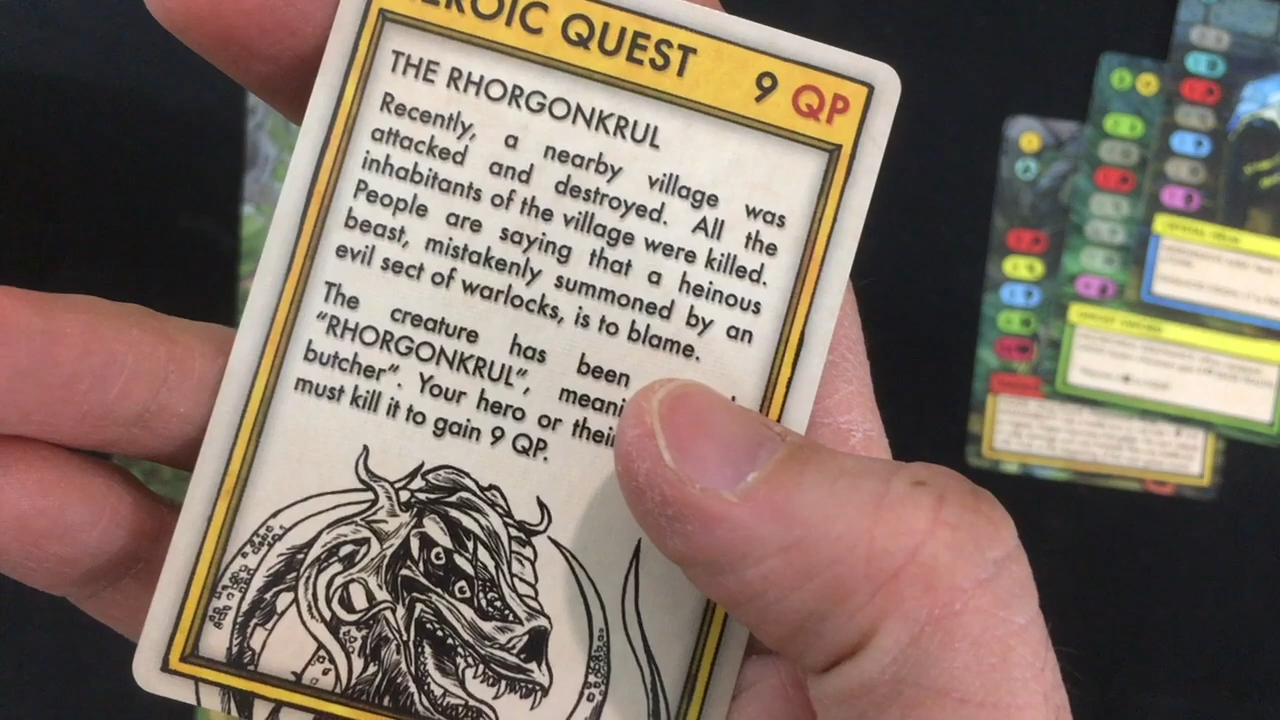 EROIC QUEST 9 QP
THE RHORGONKRUL
Recently, a nearby village was
attacked and destroyed. All the
inhabitants of the village were killed.
People are saying that a heinous
beast, mistakenly summoned by an
evil sect of warlocks, is to blame.
The creature has been
"RHORGONKRUL", meani
butcher". Your hero or their
must kill it to gain 9 QP.